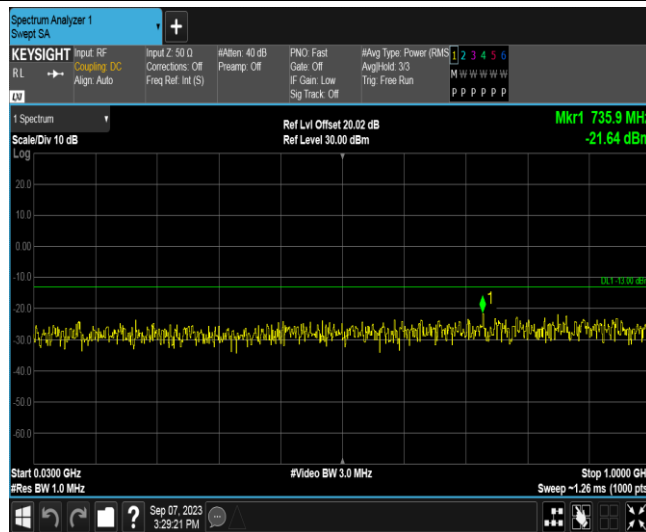 Spectrum Analyzer 1
Swept SA
+
KEYSIGHT Input: RF Input Z: 50 Ω #Atten: 40 dB PNO: Fast #Avg Type: Power (RMS 1 2 3 4 5 6
RL Coupling: DC Corrections: Off Preamp: Off Gate: Off Avg|Hold: 3/3 M W W W W W
Align: Auto Freq Ref: Int (S) IF Gain: Low Trig: Free Run
Sig Track: Off P P P P P P
LXI
1 Spectrum Ref Lvl Offset 20.02 dB Mkr1 735.9 MHz
Scale/Div 10 dB Ref Level 30.00 dBm -21.64 dBm
Log
20.0
10.0
0.00
-10.0
DL1 -13.00 dBm
1
-20.0
-30.0
-40.0
-50.0
-60.0
Start 0.0300 GHz #Video BW 3.0 MHz Stop 1.0000 GH
#Res BW 1.0 MHz Sweep ~1.26 ms (1000 pts
? Sep 07, 2023
3:29:21 PM